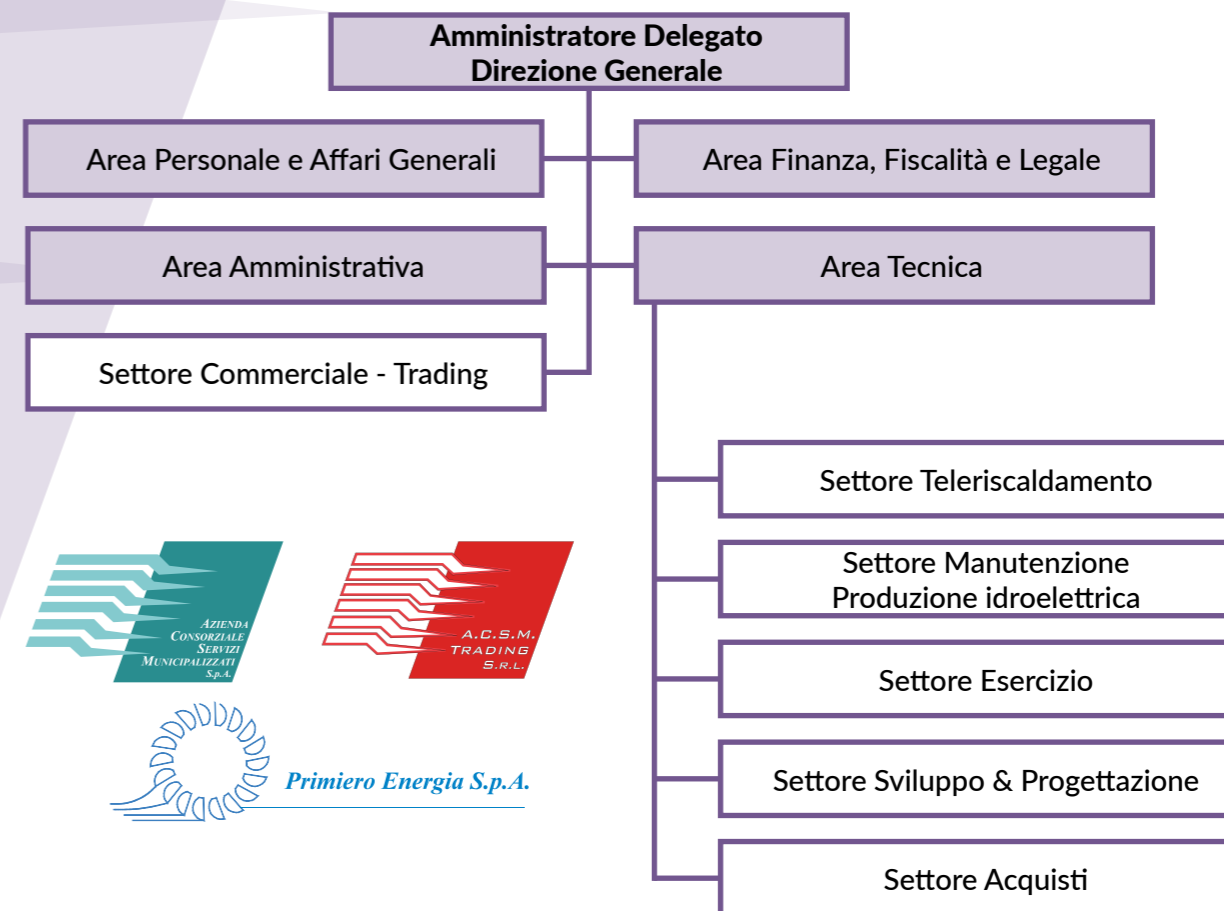 Amministratore Delegato
Direzione Generale
Area Personale e Affari Generali
Area Finanza, Fiscalità e Legale
Area Amministrativa
Area Tecnica
Settore Commerciale - Trading
Settore Teleriscaldamento
Settore Manutenzione
Produzione idroelettrica
Settore Esercizio
Settore Sviluppo & Progettazione
Settore Acquisti
AZIENDA
CONSORZIALE
SERVIZI
MUNICIPALIZZATI
S.p.A.
A.C.S.M.
TRADING
S.R.L.
Primiero Energia S.p.A.